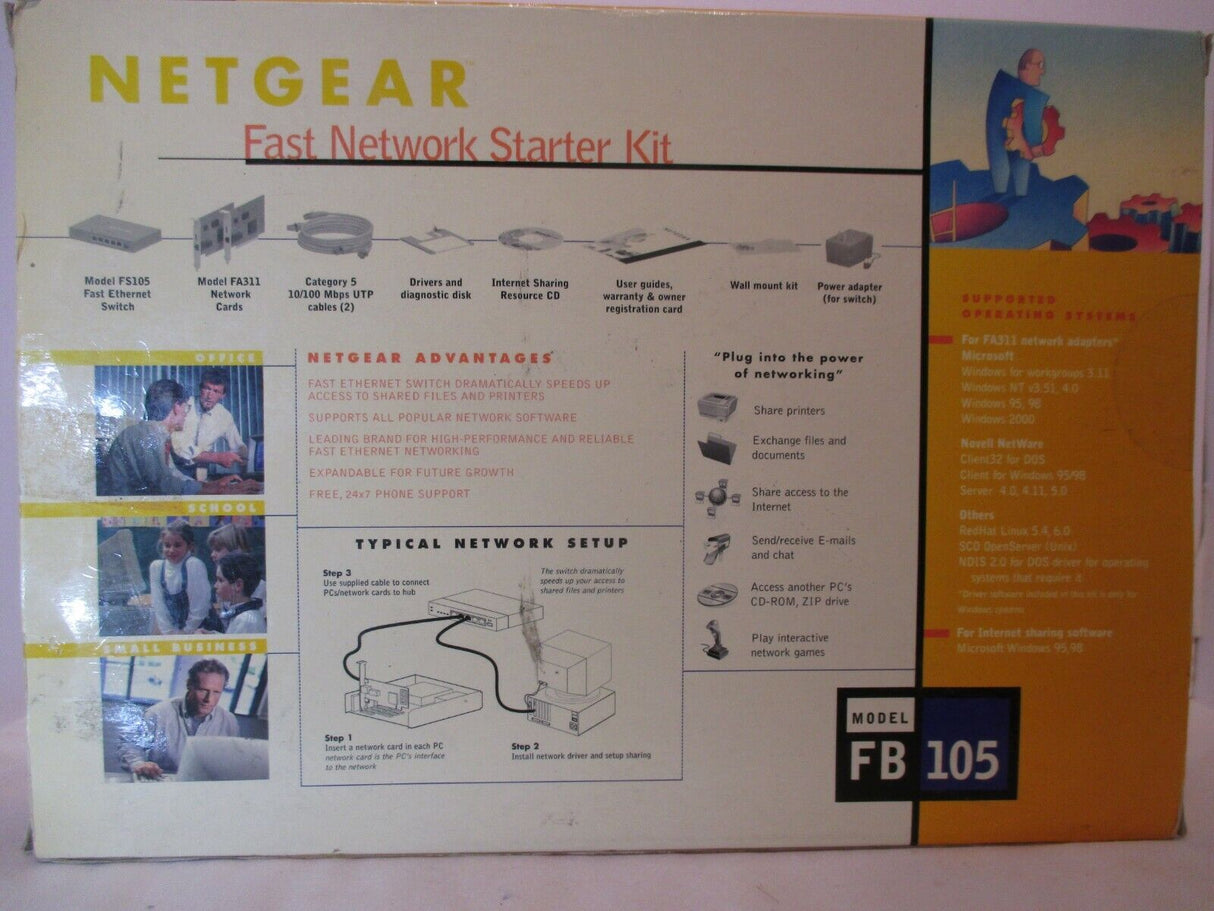 NETGEAR™
Fast Network Starter Kit
Model FS105
Fast Ethernet
Switch
Model FA311
Network
Cards
Category 5
10/100 Mbps UTP
cables (2)
Drivers and
diagnostic disk
Internet Sharing
Resource CD
User guides,
warranty & owner
registration card
Wall mount kit
Power adapter
(for switch)
OFFICE
SCHOOL
SMALL BUSINESS
NETGEAR ADVANTAGES
FAST ETHERNET SWITCH DRAMATICALLY SPEEDS UP
ACCESS TO SHARED FILES AND PRINTERS
SUPPORTS ALL POPULAR NETWORK SOFTWARE
LEADING BRAND FOR HIGH-PERFORMANCE AND RELIABLE
FAST ETHERNET NETWORKING
EXPANDABLE FOR FUTURE GROWTH
FREE, 24x7 PHONE SUPPORT
TYPICAL NETWORK SETUP
Step 3
Use supplied cable to connect
PCs/network cards to hub
The switch dramatically
speeds up your access to
shared files and printers
Step 1
Insert a network card in each PC
network card is the PC's interface
to the network
Step 2
Install network driver and setup sharing
"Plug into the power
of networking"
Share printers
Exchange files and
documents
Share access to the
Internet
Send/receive E-mails
and chat
Access another PC's
CD-ROM, ZIP drive
Play interactive
network games
SUPPORTED
OPERATING SYSTEMS
For FA311 network adapters*
Microsoft
Windows for workgroups 3.11
Windows NT v3.51, 4.0
Windows 95, 98
Windows 2000
Novell NetWare
Client32 for DOS
Client for Windows 95/98
Server 4.0, 4.11, 5.0
Others
RedHat Linux 5.4, 6.0
SCO OpenServer (Unix)
NDIS 2.0 for DOS driver for operating
systems that require it
*Driver software included in this kit is only for
Windows systems
For Internet sharing software
Microsoft Windows 95,98
MODEL
FB 105